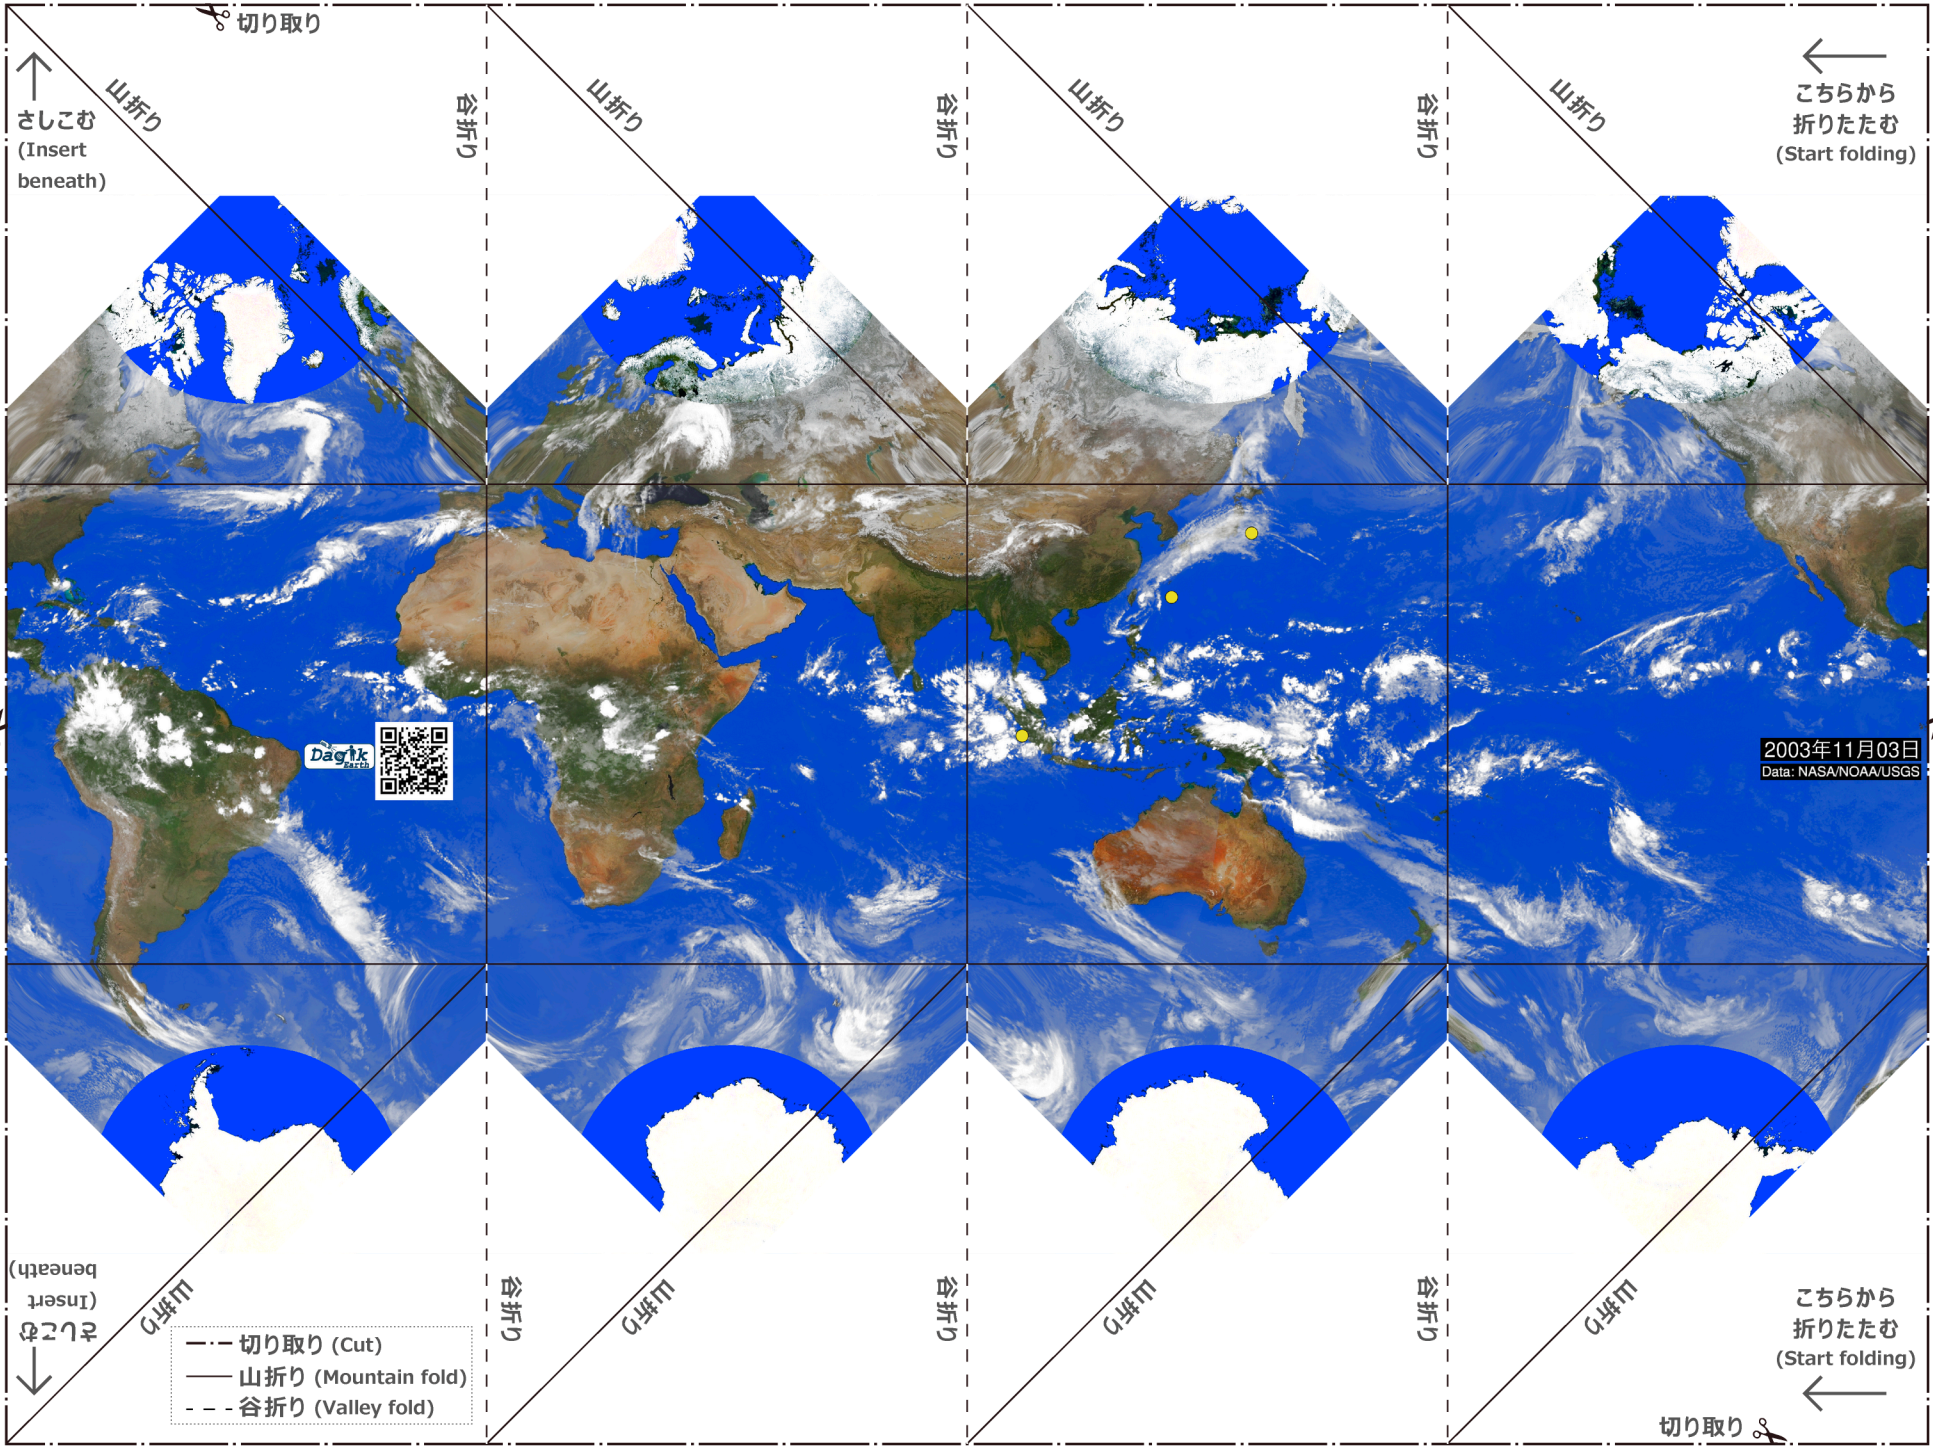 切り取り
さしこむ
(Insert
beneath)
山折り
谷折り
山折り
谷折り
山折り
谷折り
山折り
こちらから
折りたたむ
(Start folding)
Dagik
Earth
2003年11月03日
Data: NASA/NOAA/USGS
さしこむ
(Insert
beneath)
山折り
谷折り
山折り
谷折り
山折り
谷折り
山折り
こちらから
折りたたむ
(Start folding)
切り取り (Cut)
山折り (Mountain fold)
谷折り (Valley fold)
切り取り